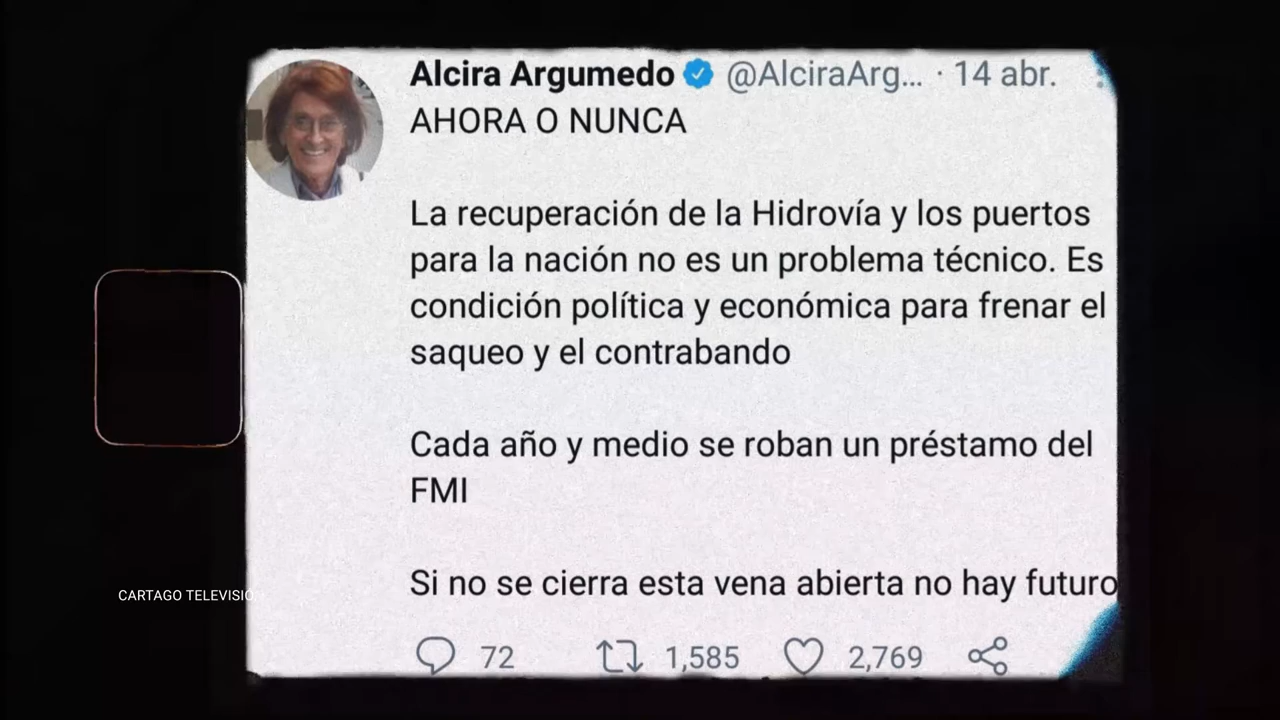 Alcira Argumedo @AlciraArg... · 14 abr.
AHORA O NUNCA
La recuperación de la Hidrovía y los puertos
para la nación no es un problema técnico. Es
condición política y económica para frenar el
saqueo y el contrabando
Cada año y medio se roban un préstamo del
FMI
Si no se cierra esta vena abierta no hay futuro
72 1,585 2,769
CARTAGO TELEVISIO